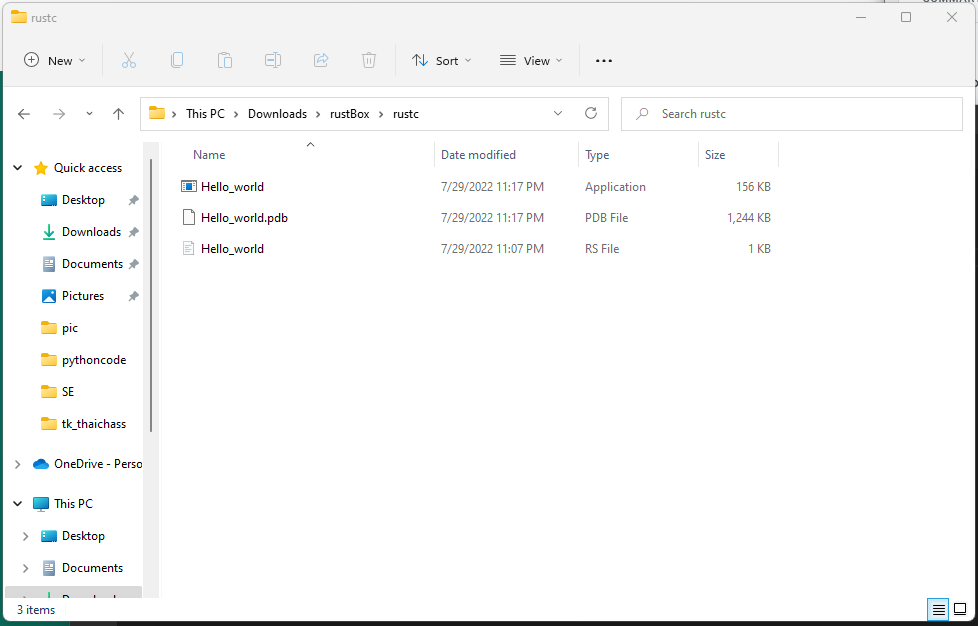 rustc
New
Sort
View
This PC > Downloads > rustBox > rustc
Search rustc
Name Date modified Type Size
Hello_world 7/29/2022 11:17 PM Application 156 KB
Hello_world.pdb 7/29/2022 11:17 PM PDB File 1,244 KB
Hello_world 7/29/2022 11:07 PM RS File 1 KB
Quick access
Desktop
Downloads
Documents
Pictures
pic
pythoncode
SE
tk_thaichass
OneDrive - Perso
This PC
Desktop
Documents
3 items